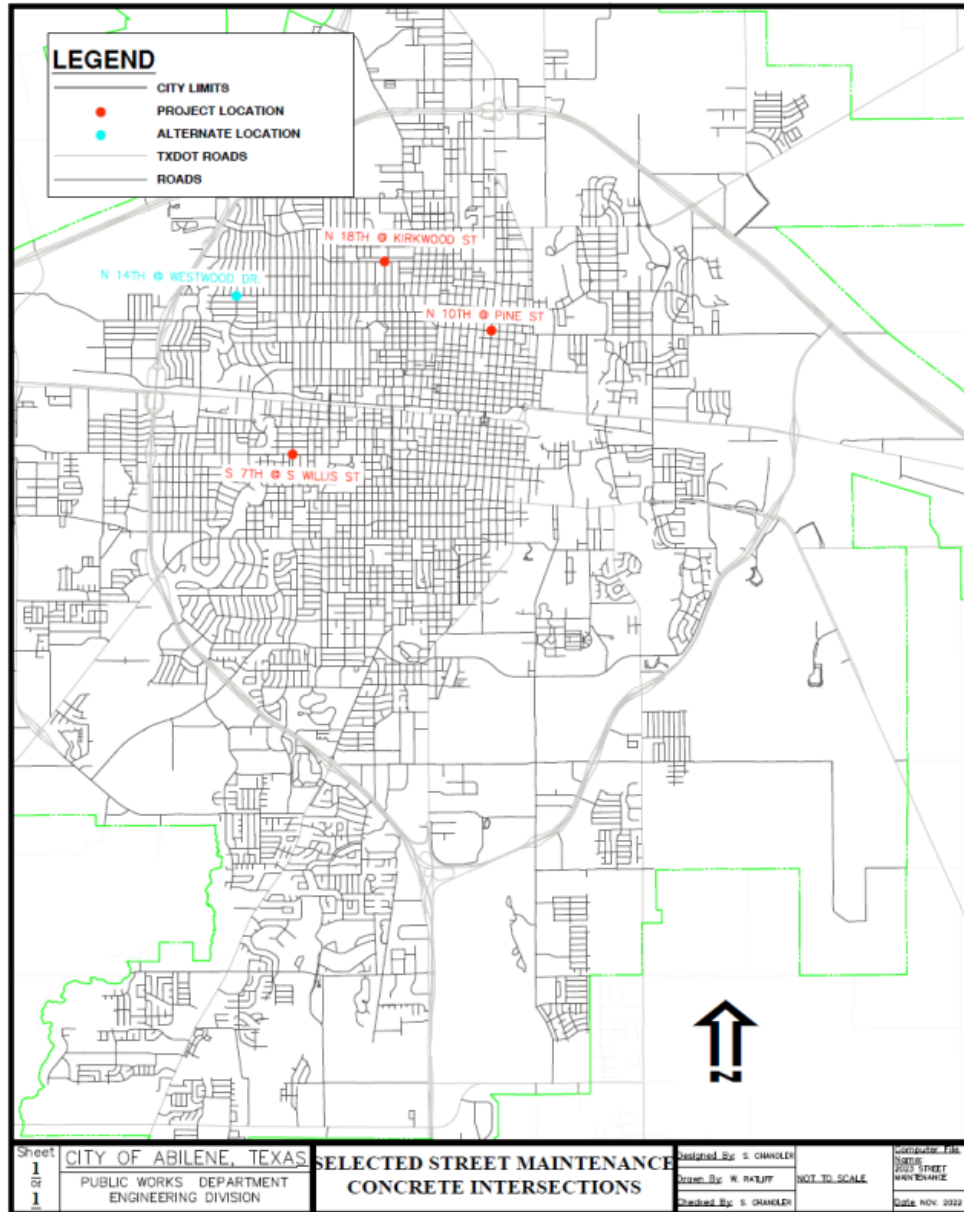 LEGEND
CITY LIMITS
PROJECT LOCATION
ALTERNATE LOCATION
TXDOT ROADS
ROADS
N 18TH @ KIRKWOOD ST
N 14TH @ WESTWOOD DR.
N 10TH @ PINE ST
S 7TH @ S WILLIS ST
N
Sheet
1
or
1
CITY OF ABILENE, TEXAS
PUBLIC WORKS DEPARTMENT
ENGINEERING DIVISION
SELECTED STREET MAINTENANCE
CONCRETE INTERSECTIONS
Designed By: S. CHANDLER
Drawn By: W. RATLIFF
Checked By: S. CHANDLER
NOT TO SCALE
Computer File
Name:
2023 STREET
MAINTENANCE
Date: NOV. 2022